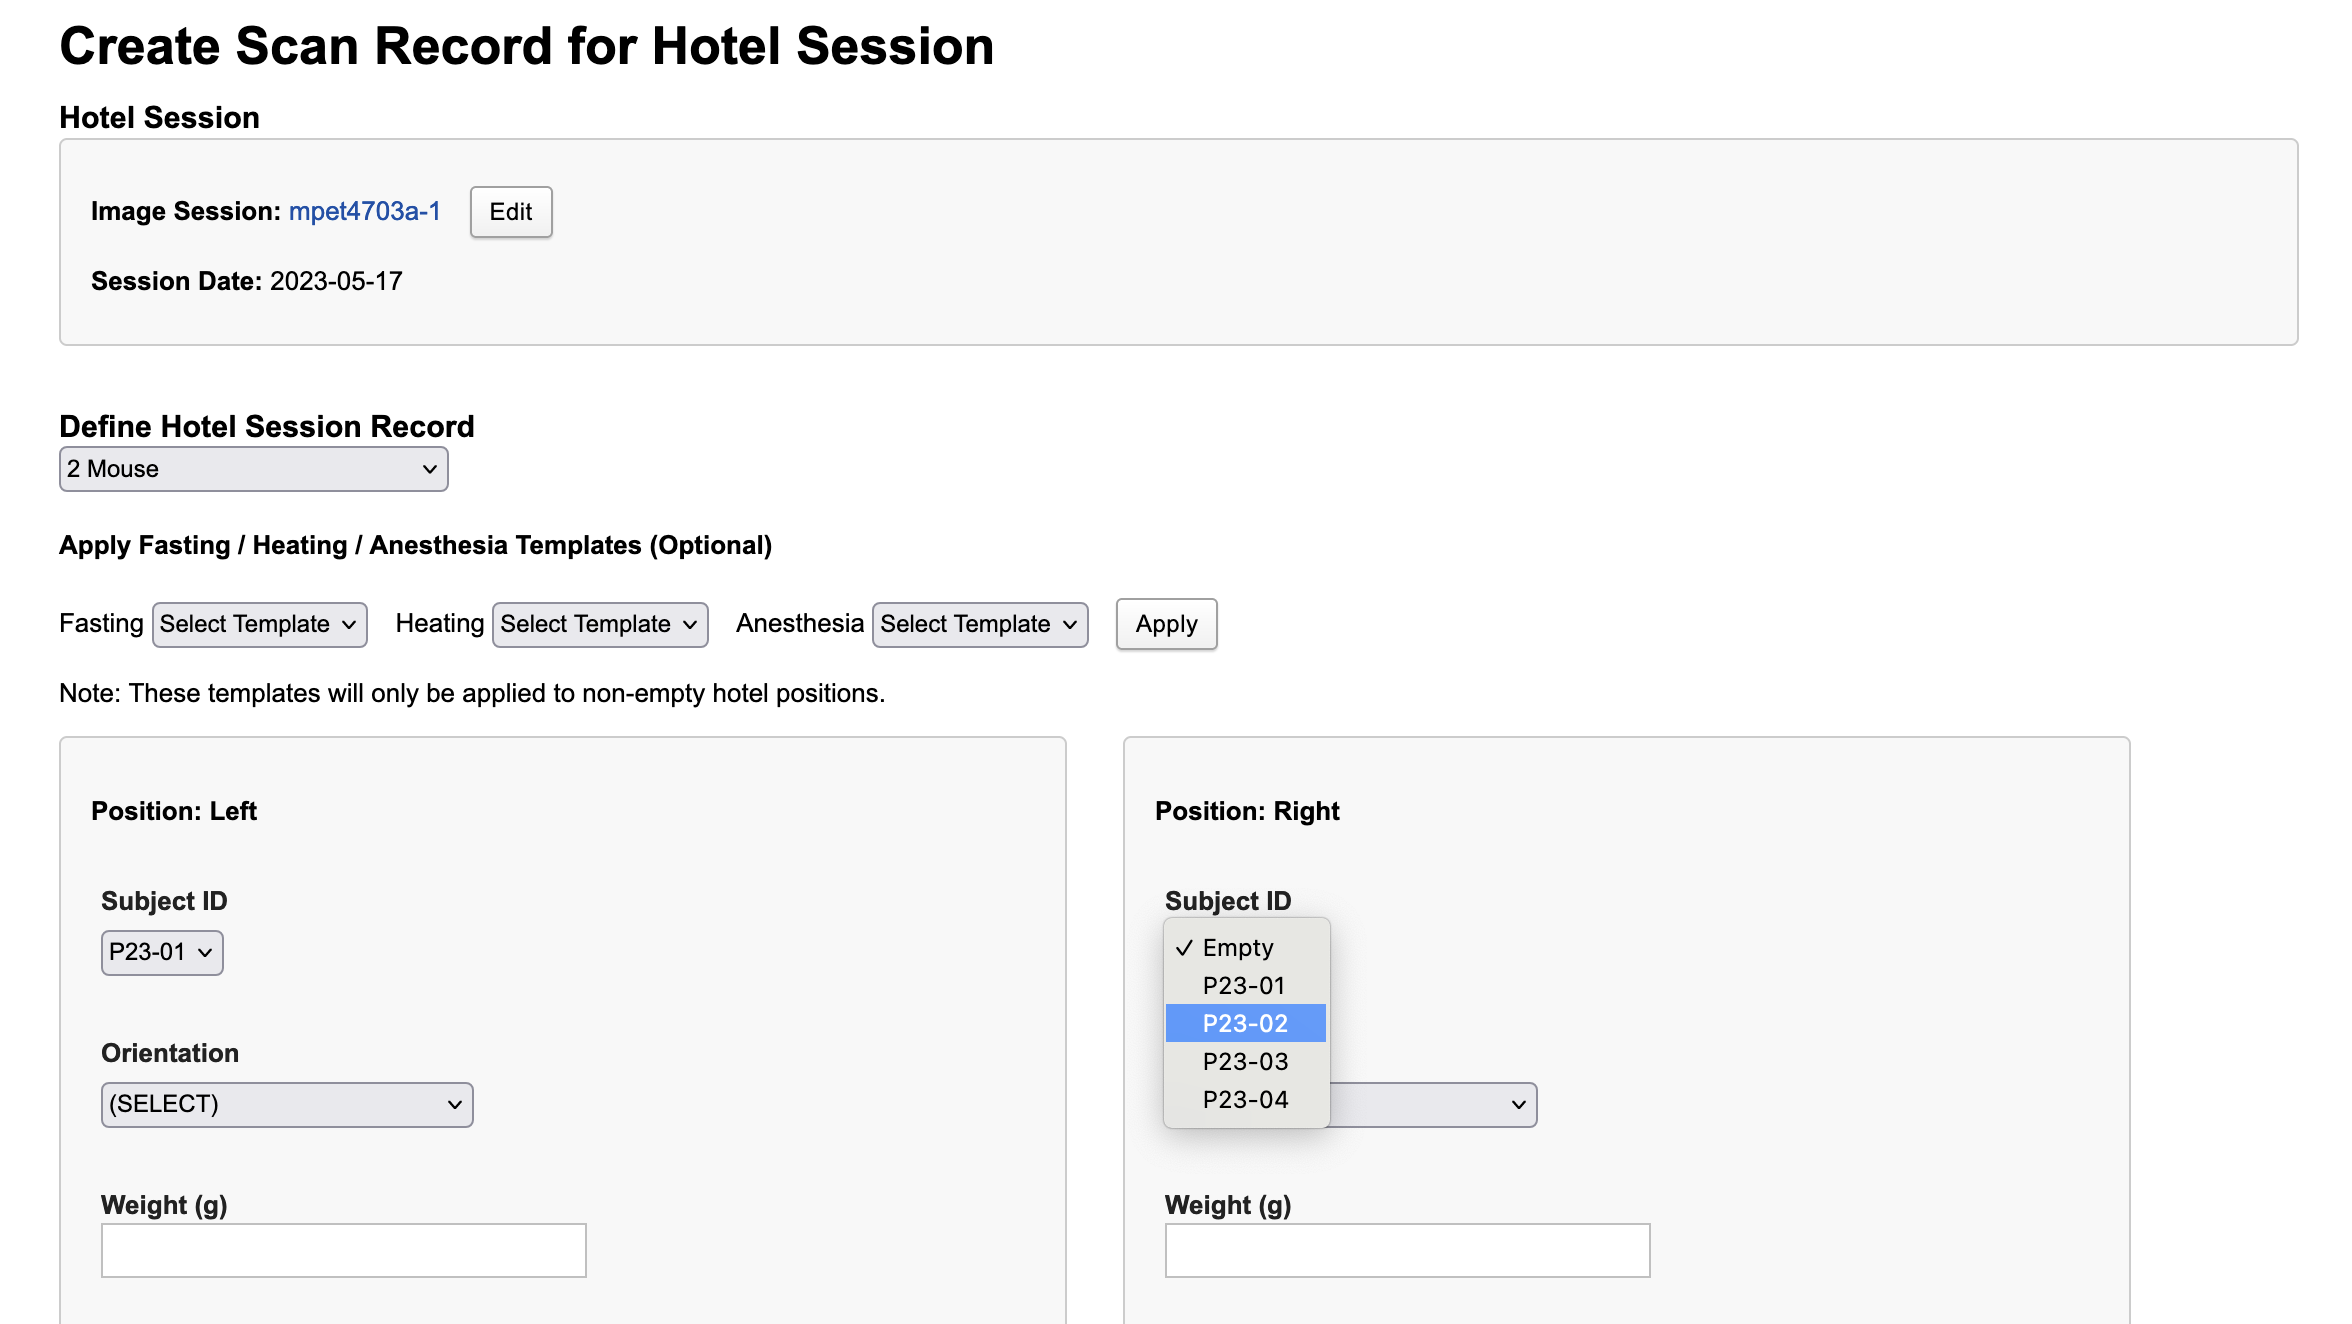 Create Scan Record for Hotel Session
Hotel Session
Image Session: mpet4703a-1 Edit
Session Date: 2023-05-17
Define Hotel Session Record
2 Mouse
Apply Fasting / Heating / Anesthesia Templates (Optional)
Fasting Select Template Heating Select Template Anesthesia Select Template Apply
Note: These templates will only be applied to non-empty hotel positions.
Position: Left
Subject ID
P23-01
Orientation
(SELECT)
Weight (g)
Position: Right
Subject ID
✓ Empty
P23-01
P23-02
P23-03
P23-04
Weight (g)